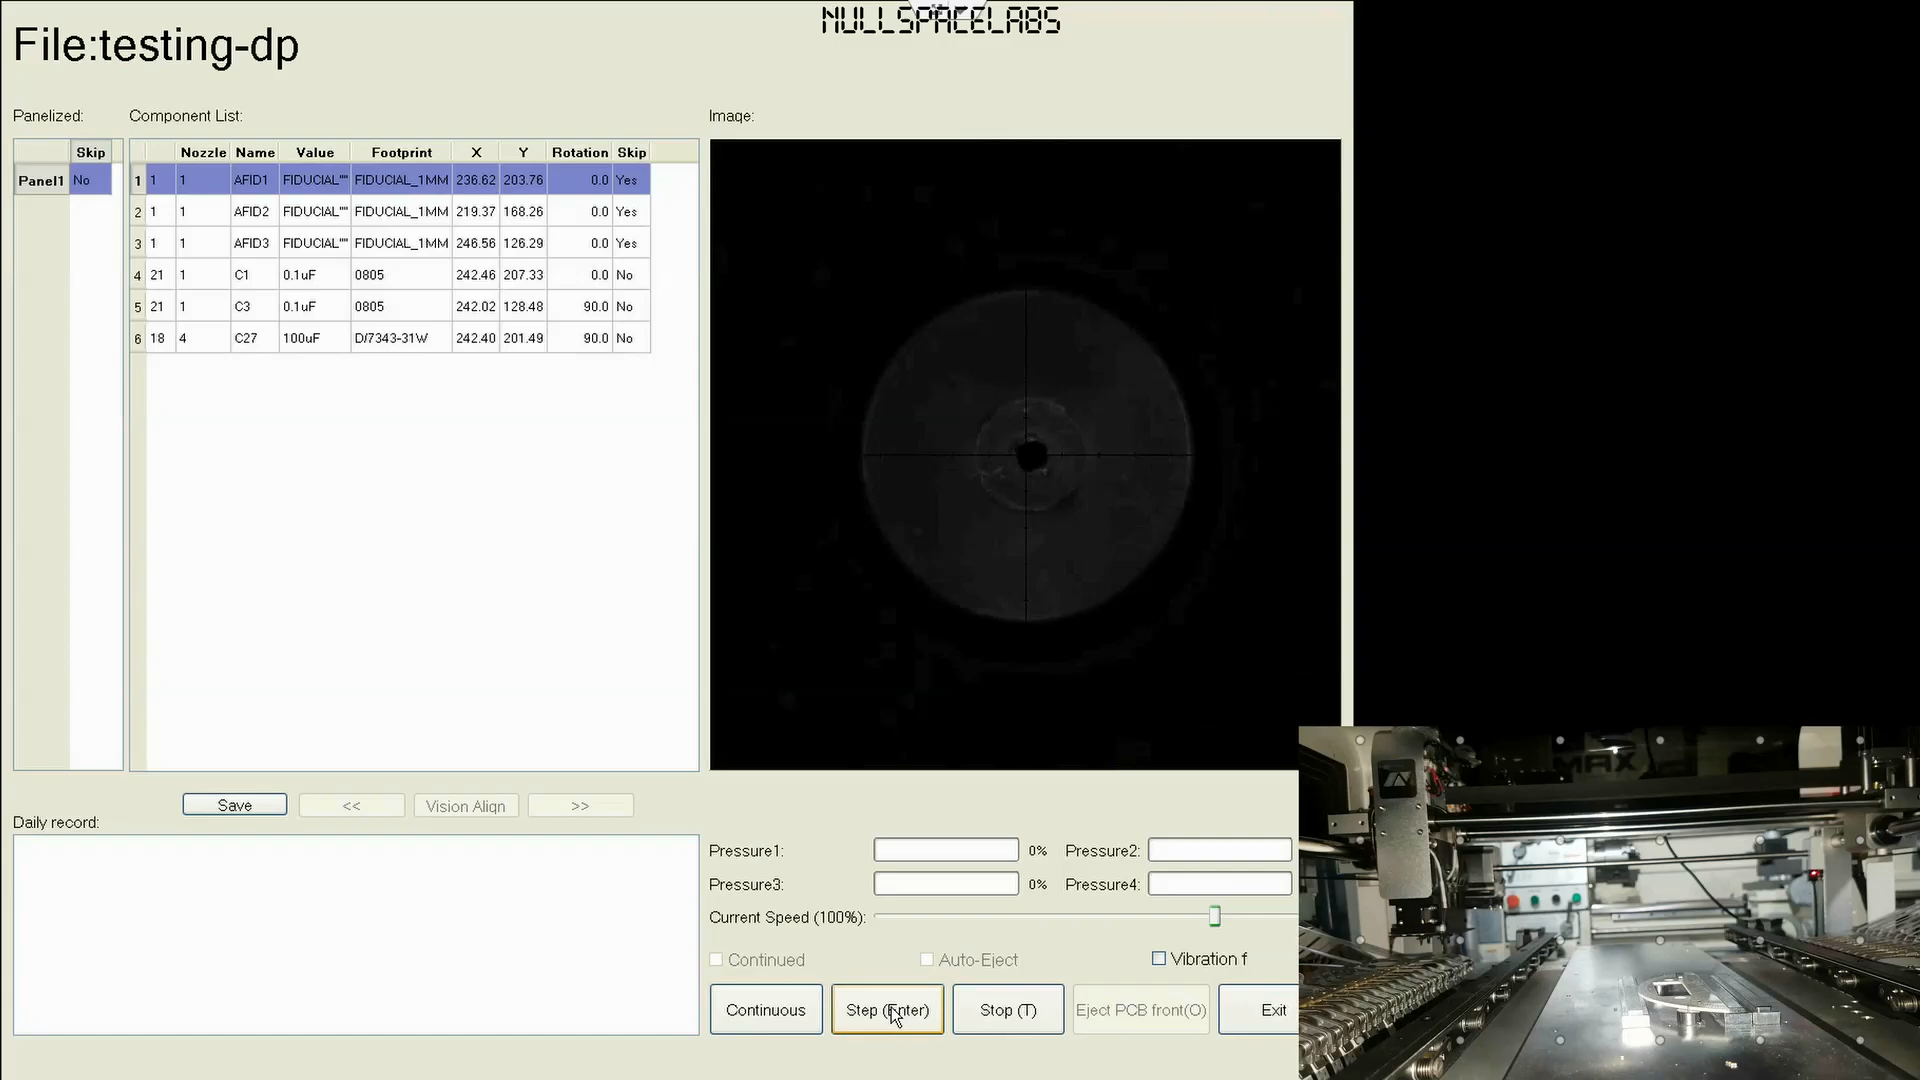 NULLSPACELABS
File:testing-dp
Panelized:
Component List:
Image:
Skip
Panel1 No
Nozzle Name Value Footprint X Y Rotation Skip
1 1 1 AFID1 FIDUCIAL"" FIDUCIAL_1MM 236.62 203.76 0.0 Yes
2 1 1 AFID2 FIDUCIAL"" FIDUCIAL_1MM 219.37 168.26 0.0 Yes
3 1 1 AFID3 FIDUCIAL"" FIDUCIAL_1MM 246.56 126.29 0.0 Yes
4 21 1 C1 0.1uF 0805 242.46 207.33 0.0 No
5 21 1 C3 0.1uF 0805 242.02 128.48 90.0 No
6 18 4 C27 100uF D/7343-31W 242.40 201.49 90.0 No
Save << Vision Align >>
Daily record:
Pressure1: 0% Pressure2:
Pressure3: 0% Pressure4:
Current Speed (100%):
Continued Auto-Eject Vibration f
Continuous Step (Enter) Stop (T) Eject PCB front(O) Exit